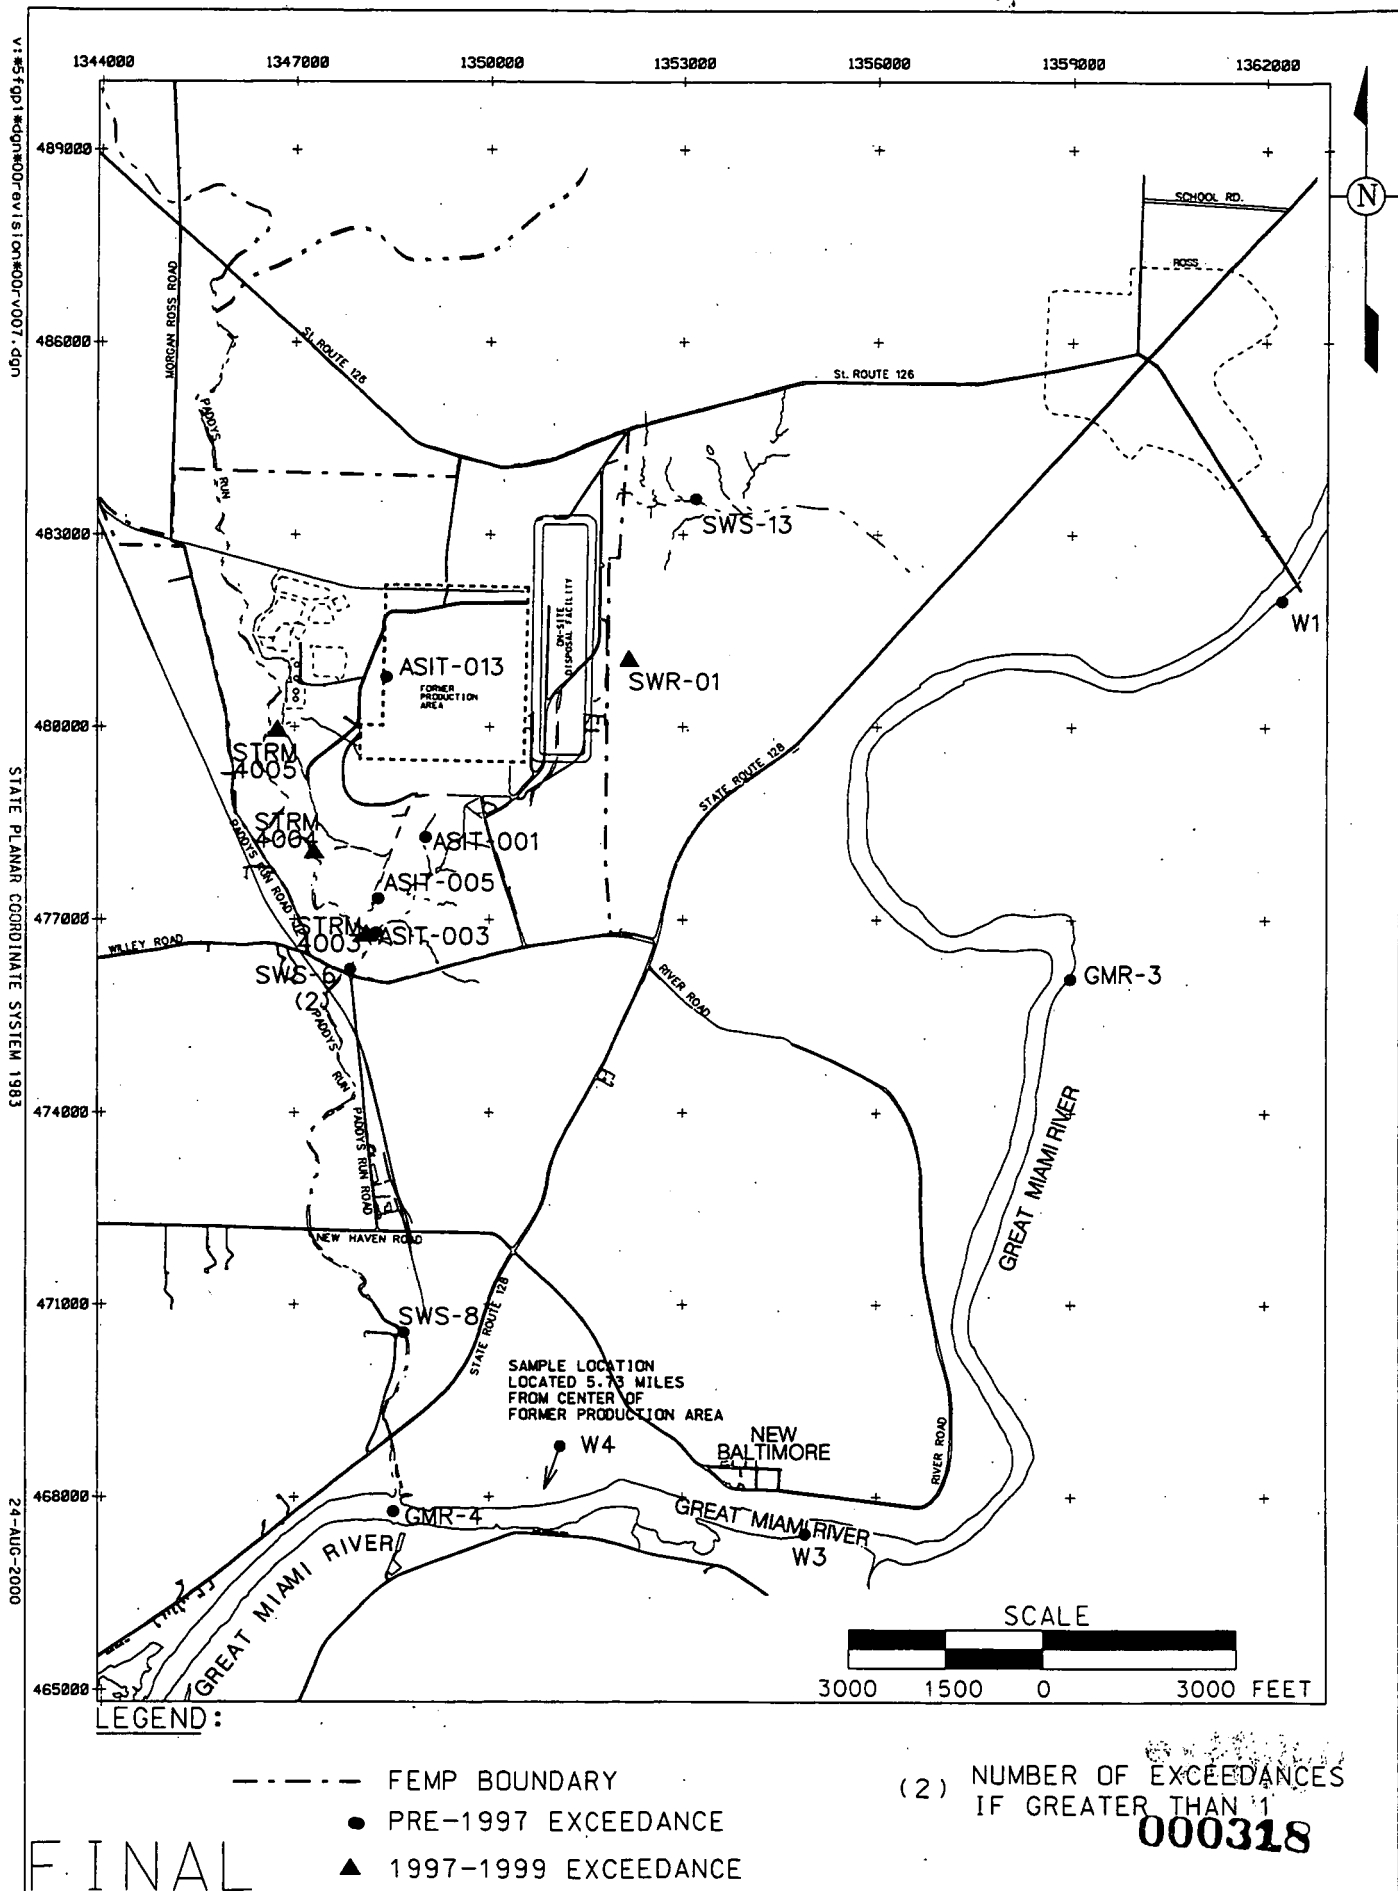 1344000 1347000 1350000 1353000 1356000 1359000 1362000
489000
486000
483000
480000
477000
474000
471000
468000
465000
v:*5fgp1*dgn*00revision*00rv007.dgn
STATE PLANAR COORDINATE SYSTEM 1983
24-AUG-2000
N
SCHOOL RD.
ROSS
MORGAN ROSS ROAD
St. ROUTE 126
St. ROUTE 126
PADDYS
RUN
SWS-13
W1
ON-SITE
DISPOSAL FACILITY
ASIT-013
FORMER
PRODUCTION
AREA
SWR-01
STRM
4005
STATE ROUTE 128
STRM
4004
ASIT-001
PADDYS RUN ROAD
ASIT-005
STRM
4003
ASIT-003
WILLEY ROAD
SWS-6
(2)
RIVER ROAD
GMR-3
PADDYS
RUN
PADDYS RUN ROAD
GREAT MIAMI RIVER
NEW HAVEN ROAD
SWS-8
STATE ROUTE 128
SAMPLE LOCATION
LOCATED 5.73 MILES
FROM CENTER OF
FORMER PRODUCTION AREA
W4
NEW
BALTIMORE
RIVER ROAD
GMR-4
GREAT MIAMI RIVER
W3
GREAT MIAMI RIVER
SCALE
3000 1500 0 3000 FEET
LEGEND:
FEMP BOUNDARY
PRE-1997 EXCEEDANCE
1997-1999 EXCEEDANCE
(2) NUMBER OF EXCEEDANCES
IF GREATER THAN 1
000318
FINAL